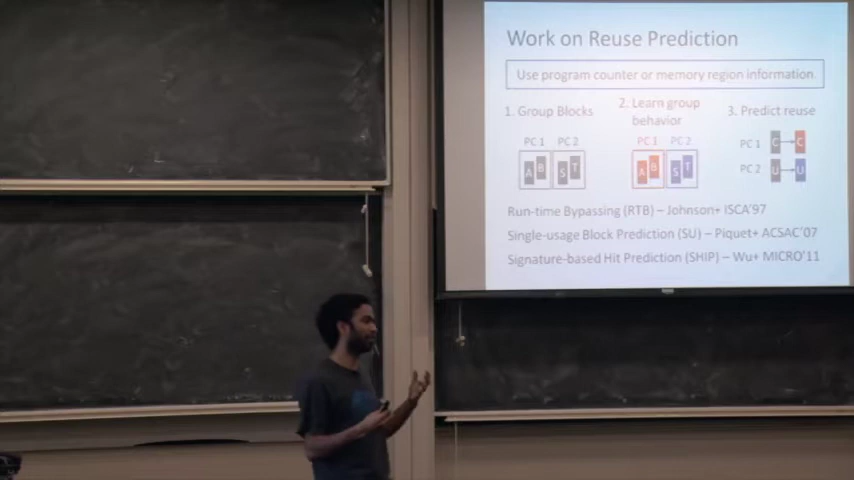 Work on Reuse Prediction
Use program counter or memory region information.
1. Group Blocks
2. Learn group
behavior
3. Predict reuse
PC 1 PC 2
A B S T
PC 1 PC 2
A B S T
PC 1 C C
PC 2 U U
Run-time Bypassing (RTB) – Johnson+ ISCA'97
Single-usage Block Prediction (SU) – Piquet+ ACSAC'07
Signature-based Hit Prediction (SHIP) – Wu+ MICRO'11